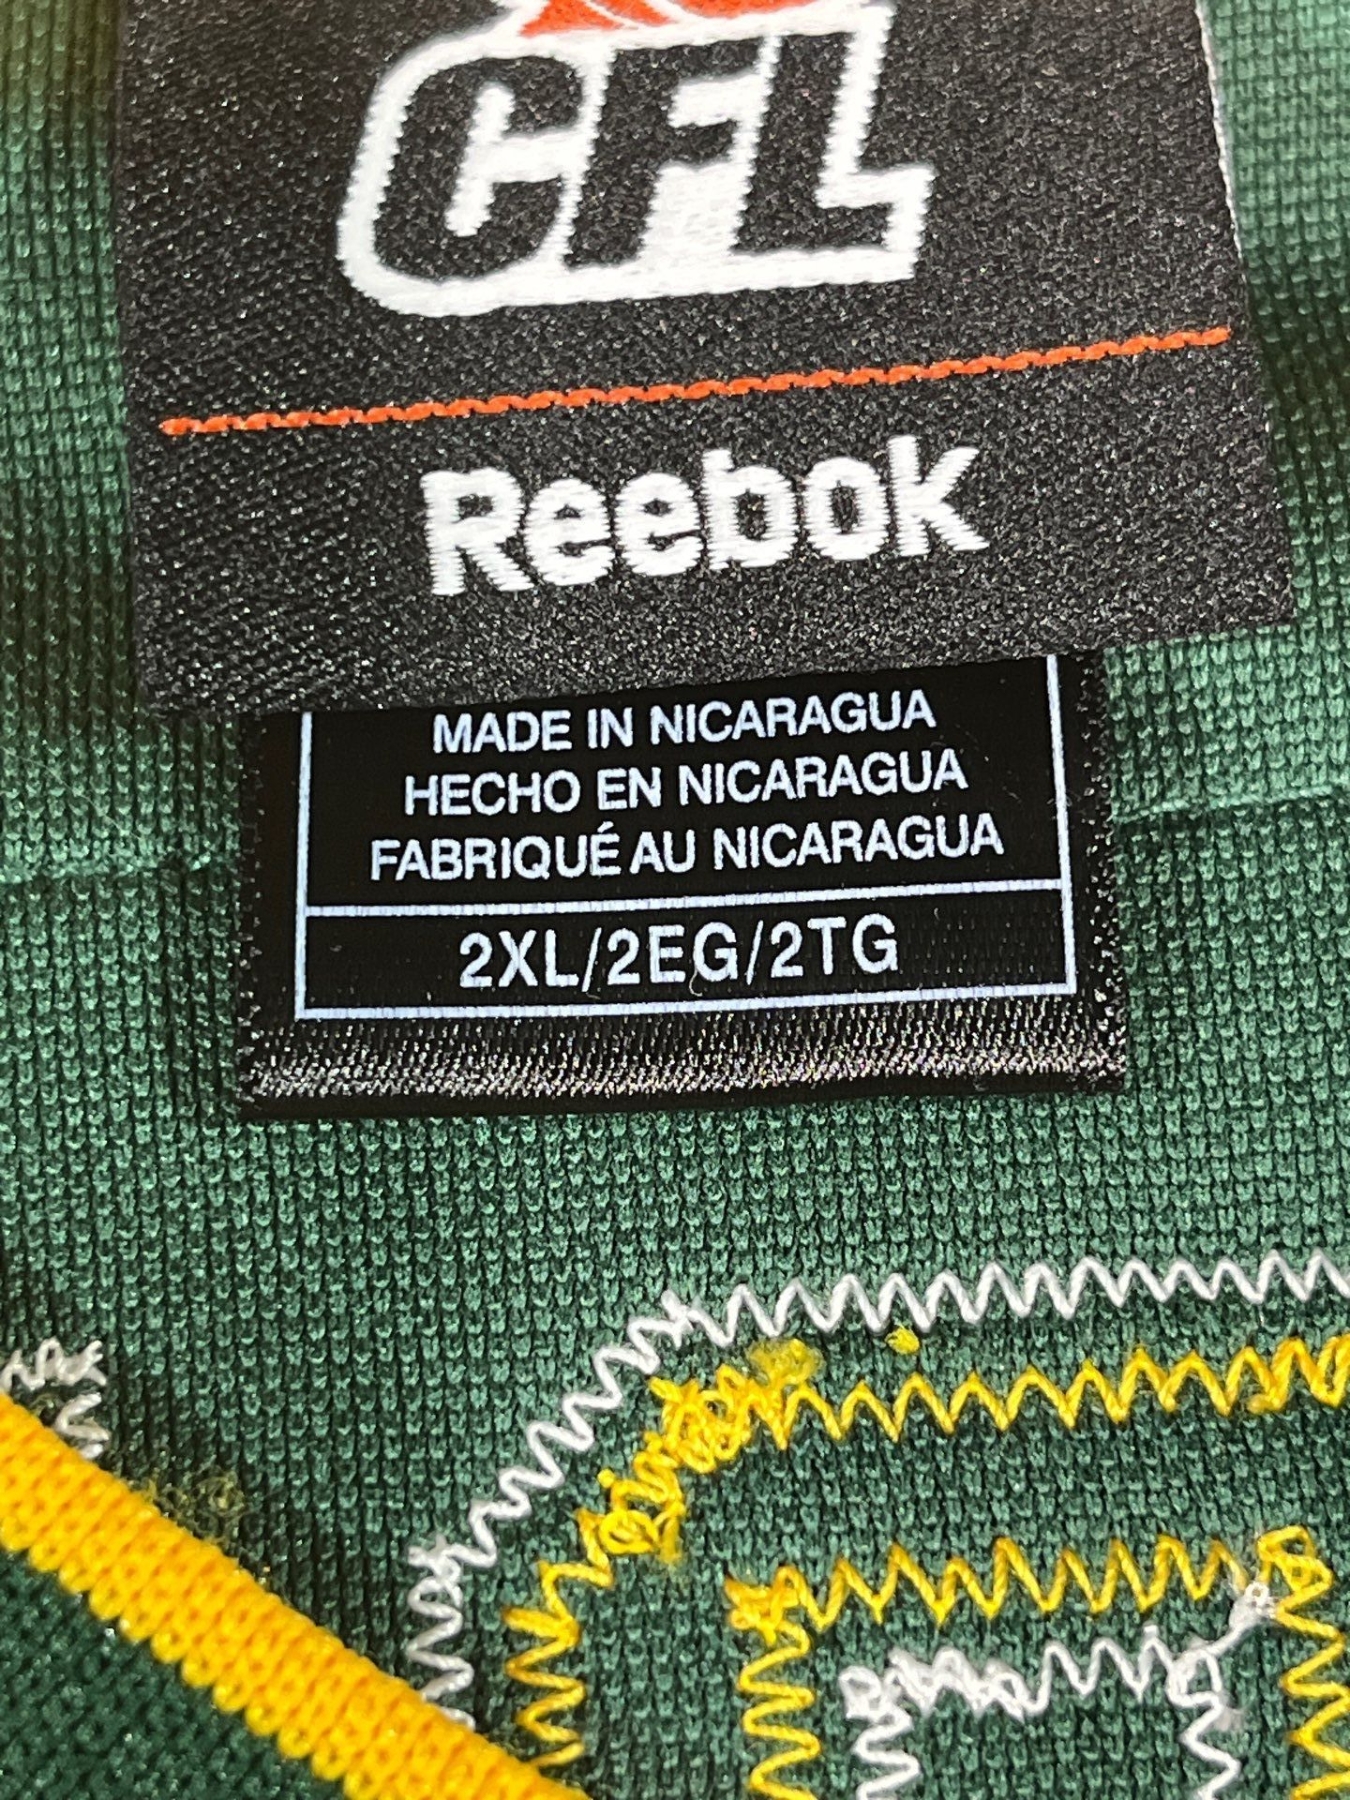 CFL
Reebok
MADE IN NICARAGUA
HECHO EN NICARAGUA
FABRIQUÉ AU NICARAGUA
2XL/2EG/2TG